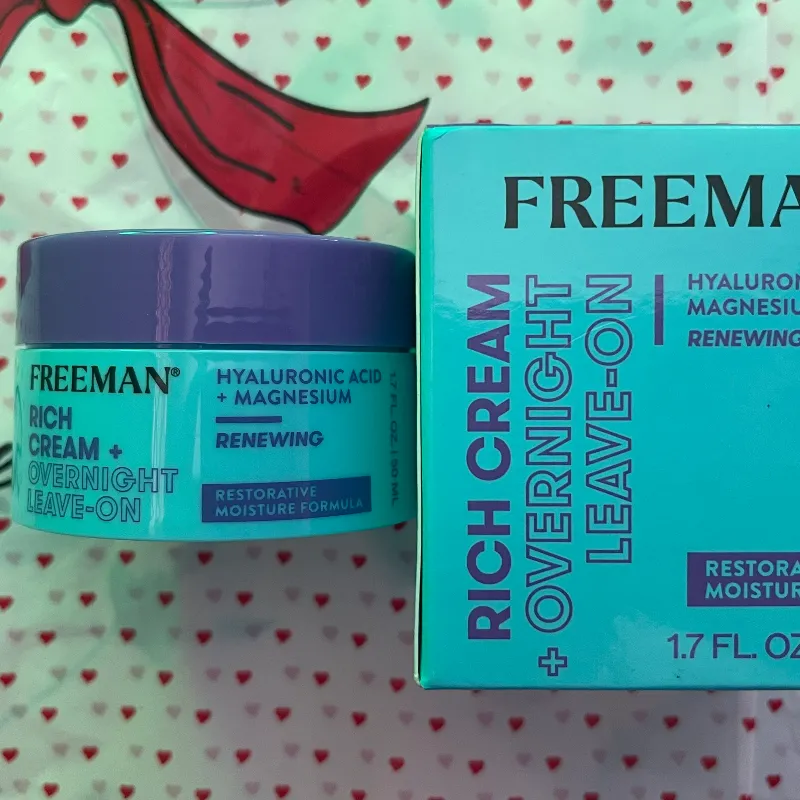 FREEMAN®
RICH
CREAM +
OVERNIGHT
LEAVE-ON
HYALURONIC ACID
+ MAGNESIUM
RENEWING
RESTORATIVE
MOISTURE FORMULA
1.7 FL. OZ | 50 ML
FREEMA
RICH CREAM
+ OVERNIGHT
LEAVE-ON
HYALURON
MAGNESIU
RENEWING
RESTORA
MOISTUR
1.7 FL. OZ